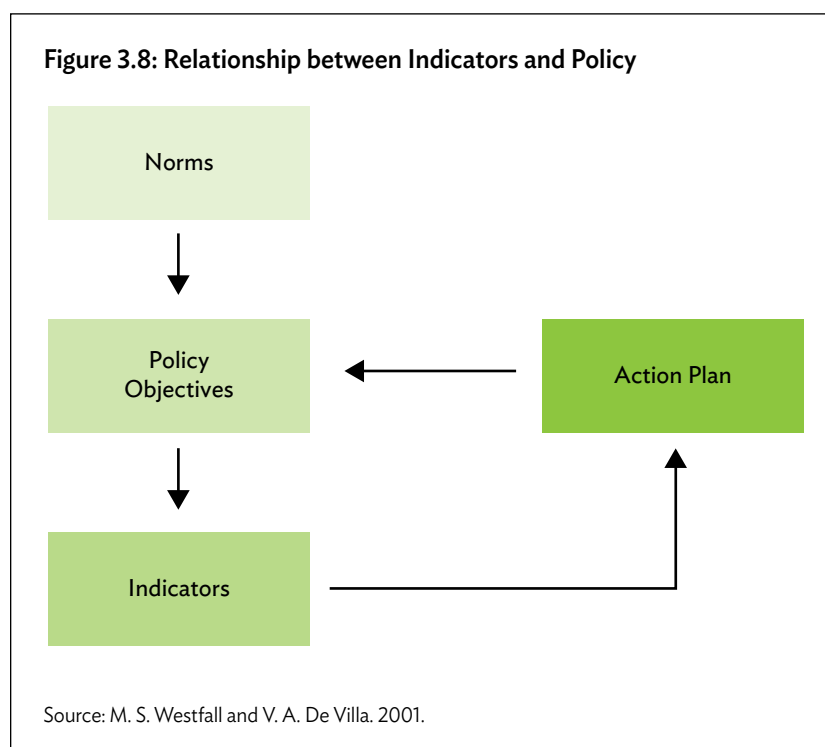 Figure 3.8: Relationship between Indicators and Policy
Norms
Policy
Objectives
Action Plan
Indicators
Source: M. S. Westfall and V. A. De Villa. 2001.